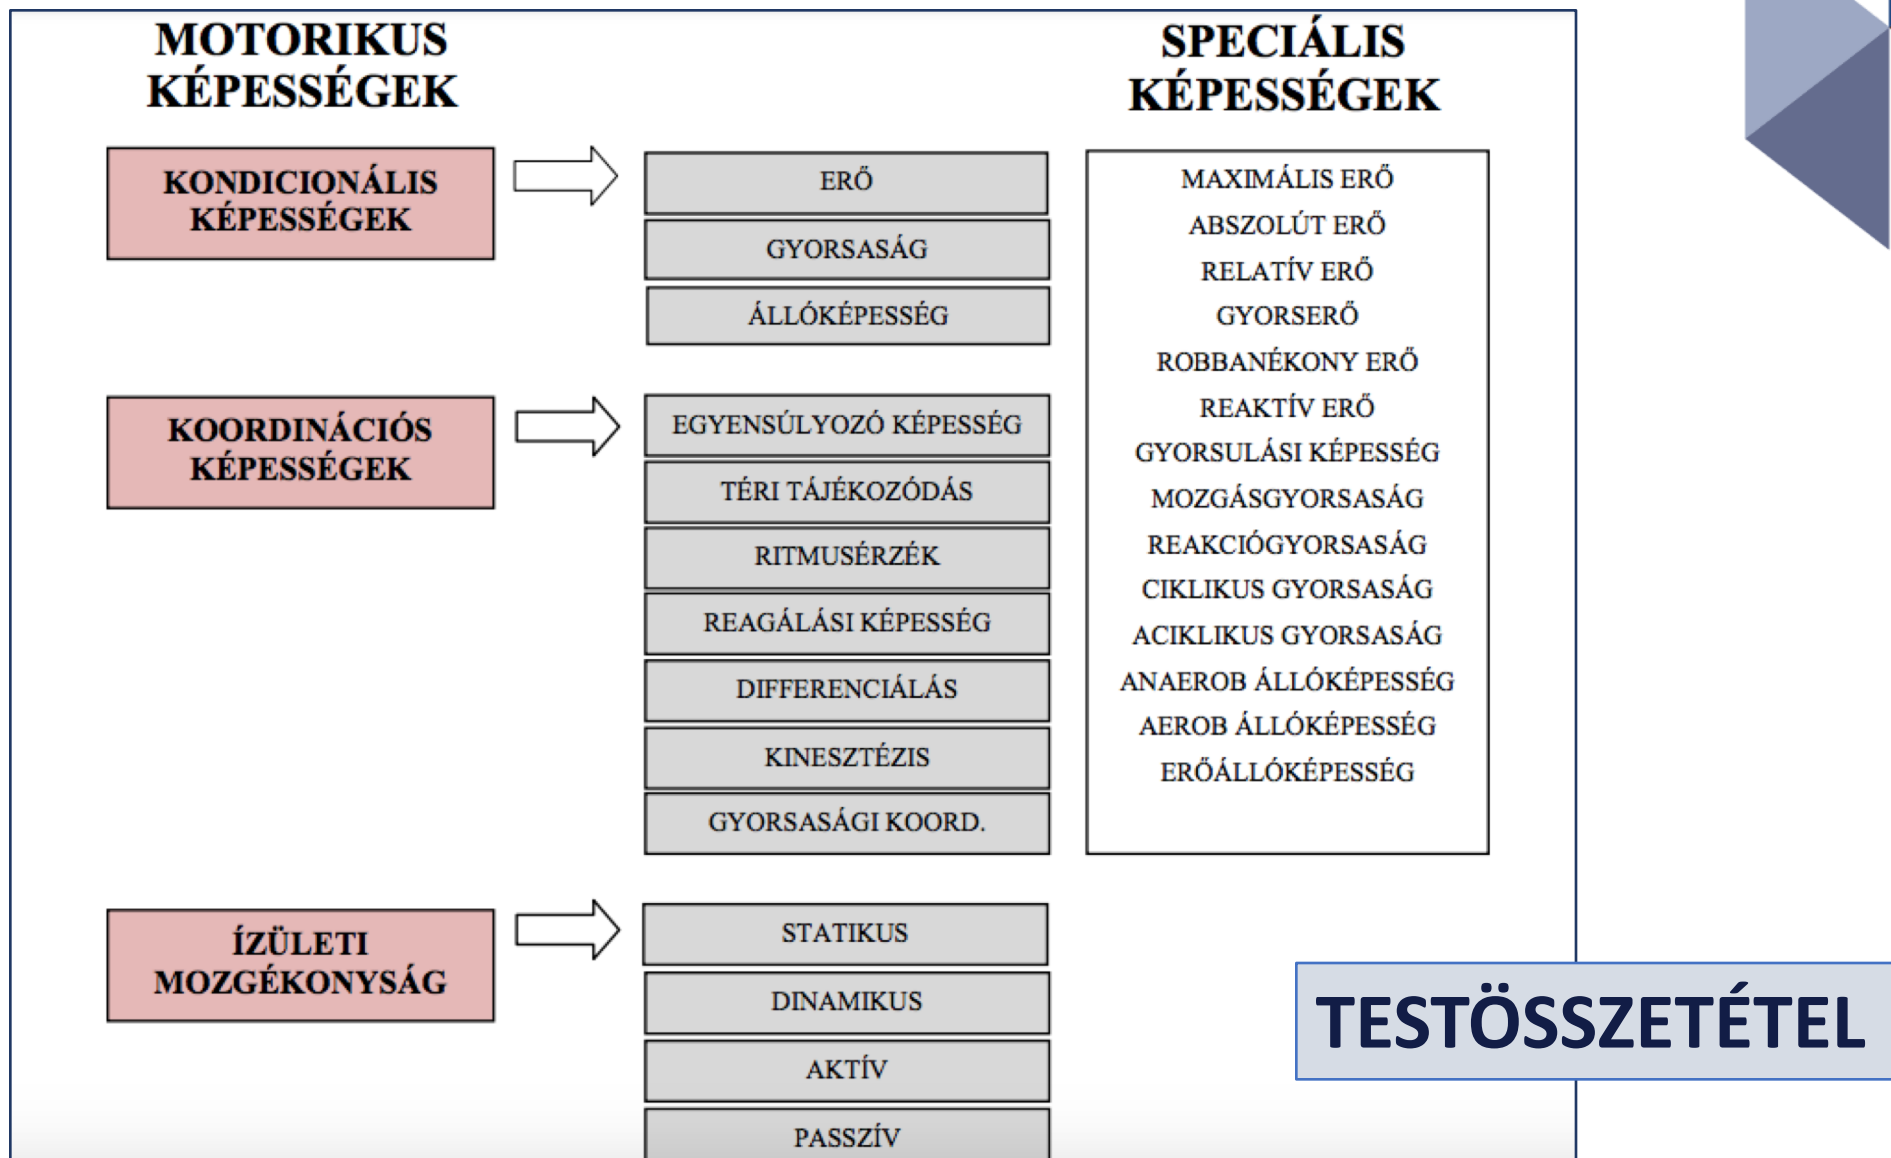 MOTORIKUS
KÉPESSÉGEK
SPECIÁLIS
KÉPESSÉGEK
KONDICIONÁLIS
KÉPESSÉGEK
ERŐ
GYORSASÁG
ÁLLÓKÉPESSÉG
KOORDINÁCIÓS
KÉPESSÉGEK
EGYENSÚLYOZÓ KÉPESSÉG
TÉRI TÁJÉKOZÓDÁS
RITMUSÉRZÉK
REAGÁLÁSI KÉPESSÉG
DIFFERENCIÁLÁS
KINESZTÉZIS
GYORSASÁGI KOORD.
ÍZÜLETI
MOZGÉKONYSÁG
STATIKUS
DINAMIKUS
AKTÍV
PASSZÍV
MAXIMÁLIS ERŐ
ABSZOLÚT ERŐ
RELATÍV ERŐ
GYORSERŐ
ROBBANÉKONY ERŐ
REAKTÍV ERŐ
GYORSULÁSI KÉPESSÉG
MOZGÁSGYORSASÁG
REAKCIÓGYORSASÁG
CIKLIKUS GYORSASÁG
ACIKLIKUS GYORSASÁG
ANAEROB ÁLLÓKÉPESSÉG
AEROB ÁLLÓKÉPESSÉG
ERŐÁLLÓKÉPESSÉG
TESTÖSSZETÉTEL